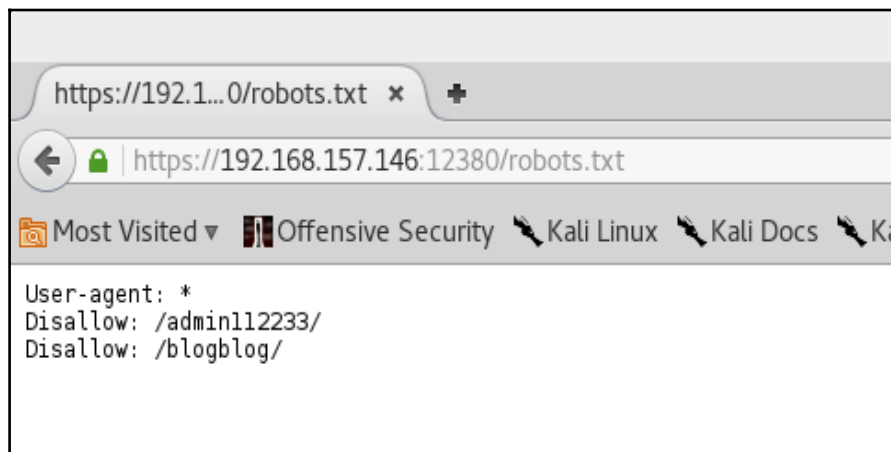 https://192.1...0/robots.txt
https://192.168.157.146:12380/robots.txt
Most Visited Offensive Security Kali Linux Kali Docs
User-agent: *
Disallow: /admin112233/
Disallow: /blogblog/